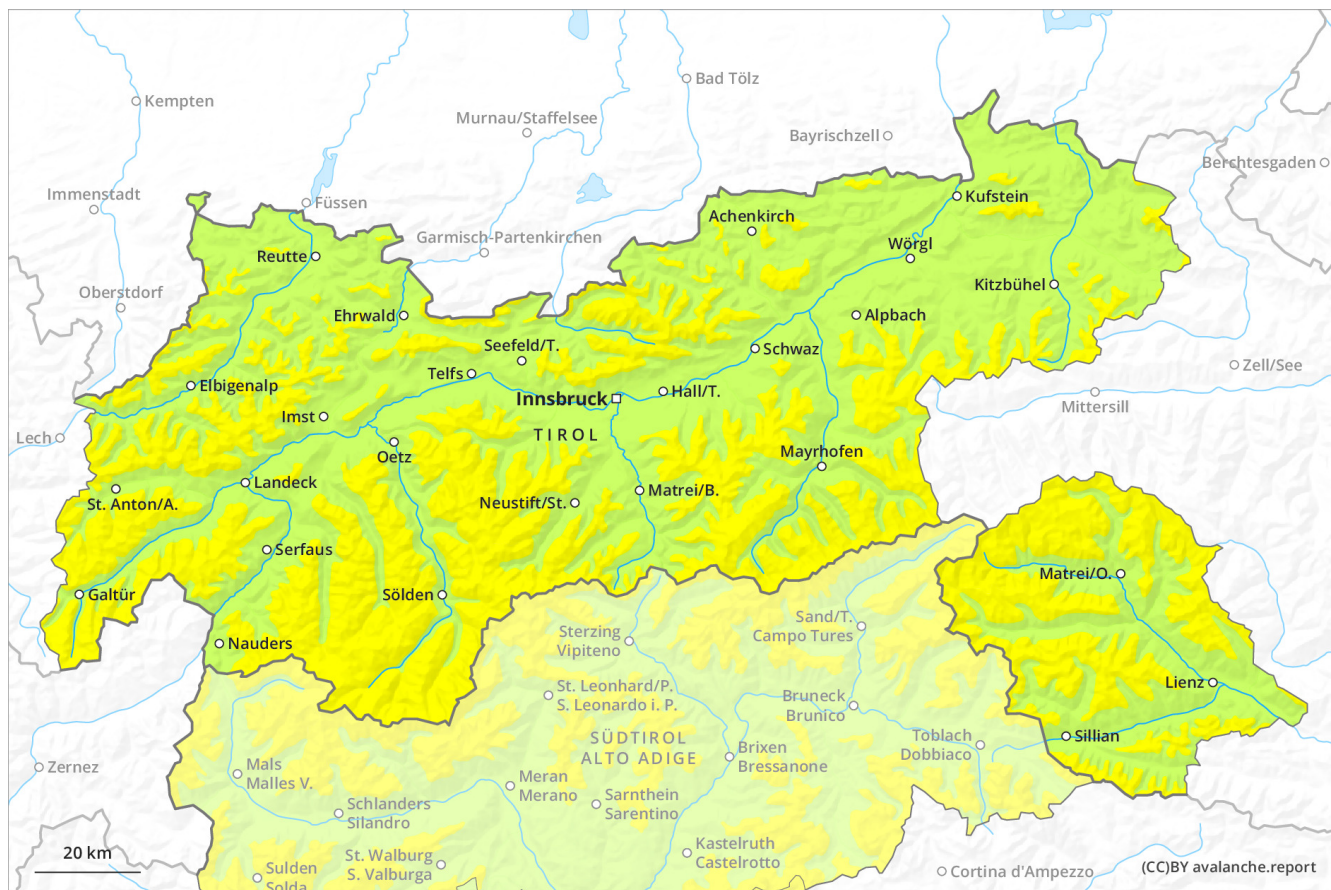 Kempten
Bad Tölz
Murnau/Staffelsee
Bayrischzell
Berchtesgaden
Immenstadt
Füssen
Kufstein
Achenkirch
Garmisch-Partenkirchen
Wörgl
Reutte
Oberstdorf
Kitzbühel
Ehrwald
Alpbach
Seefeld/T.
Schwaz
Zell/See
Telfs
Elbigenalp
Hall/T.
Innsbruck
Mittersill
Imst
TIROL
Lech
Oetz
Mayrhofen
Landeck
St. Anton/A.
Neustift/St.
Matrei/B.
Serfaus
Matrei/O.
Galtür
Sölden
Sand/T.
Campo Tures
Sterzing
Vipiteno
Nauders
Lienz
St. Leonhard/P.
S. Leonardo i. P.
Bruneck
Brunico
Sillian
SÜDTIROL
ALTO ADIGE
Toblach
Dobbiaco
Brixen
Bressanone
Zernez
Mals
Malles V.
Meran
Merano
Sarnthein
Sarentino
Schlanders
Silandro
20 km
St. Walburg
S. Valburga
Kastelruth
Castelrotto
Sulden
Solda
Cortina d'Ampezzo
(CC)BY avalanche.report